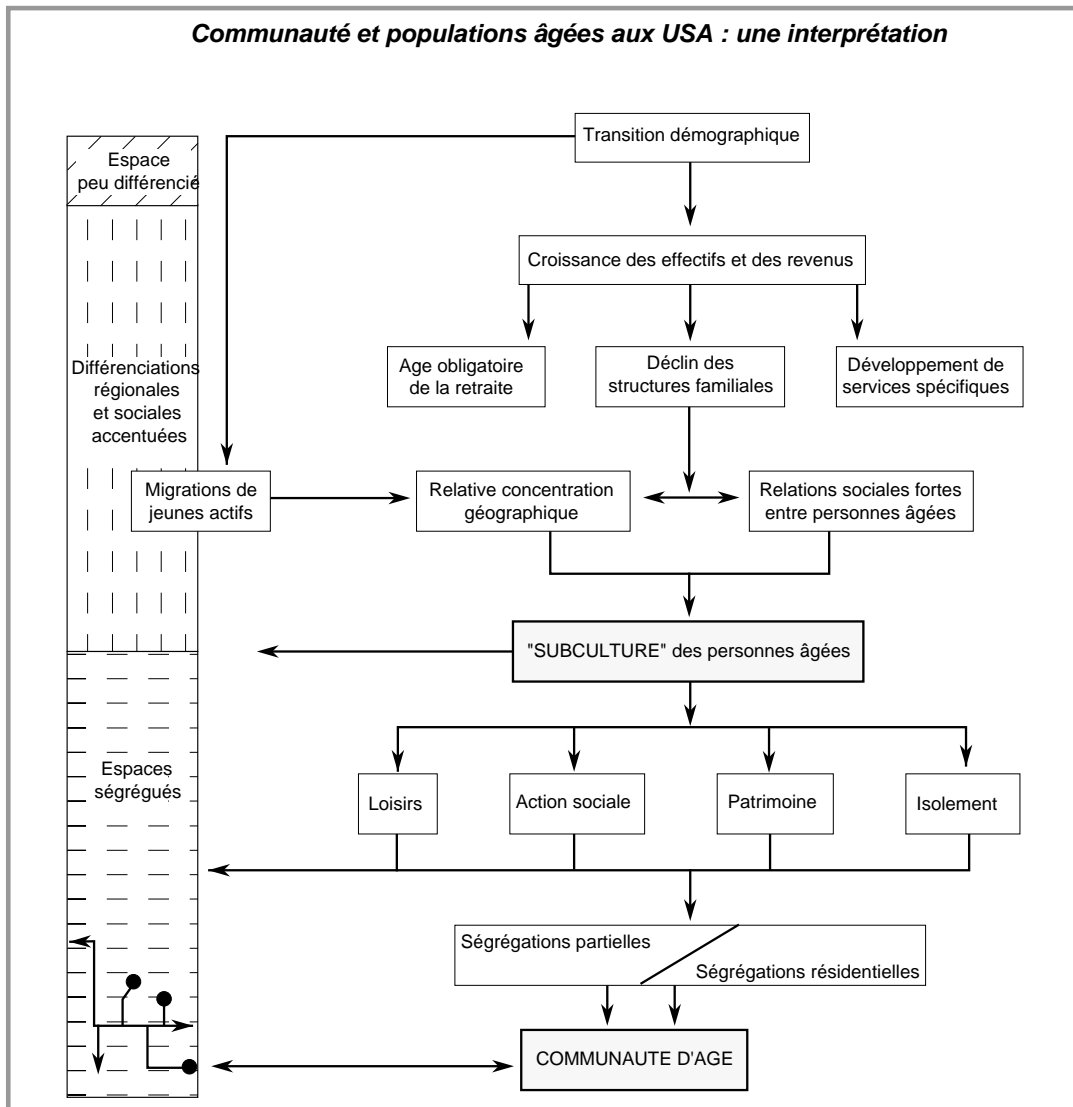 Communauté et populations âgées aux USA : une interprétation
Transition démographique
Espace
peu différencié
Croissance des effectifs et des revenus
Différenciations
régionales
et sociales
accentuées
Age obligatoire
de la retraite
Déclin des
structures familiales
Développement de
services spécifiques
Migrations de
jeunes actifs
Relative concentration
géographique
Relations sociales fortes
entre personnes âgées
"SUBCULTURE" des personnes âgées
Espaces
ségrégués
Loisirs
Action sociale
Patrimoine
Isolement
Ségrégations partielles
Ségrégations résidentielles
COMMUNAUTE D'AGE